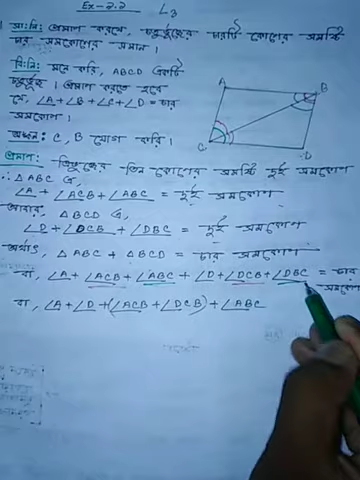 Ex-2.2 L3
সা:নি: প্রমাণ করযে, চতুর্ভুজের চারটি কোণের সমষ্টি
চার সমকোণের সমান।
বি:নি: মনে করি, ABCD একটি
চতুর্ভুজ। প্রমাণ করতে হবে
যে, ∠A+∠B+∠C+∠D=চার
সমকোণ।
অঙ্কন: C, B যোগ করি।
A
B
C
D
প্রমাণ: ত্রিভুজের তিন কোণের সমষ্টি দুই সমকোণ
∴ ΔABC এ,
∠A+∠ACB+∠ABC = দুই সমকোণ
আবার, ΔBCD এ,
∠D+∠DCB+∠DBC = দুই সমকোণ
অর্থাৎ, ΔABC+ΔBCD = চার সমকোণ
বা, ∠A+∠ACB+∠ABC+∠D+∠DCB+∠DBC = চার
সমকোণ
বা, ∠A+∠D+(∠ACB+∠DCB)+∠ABC